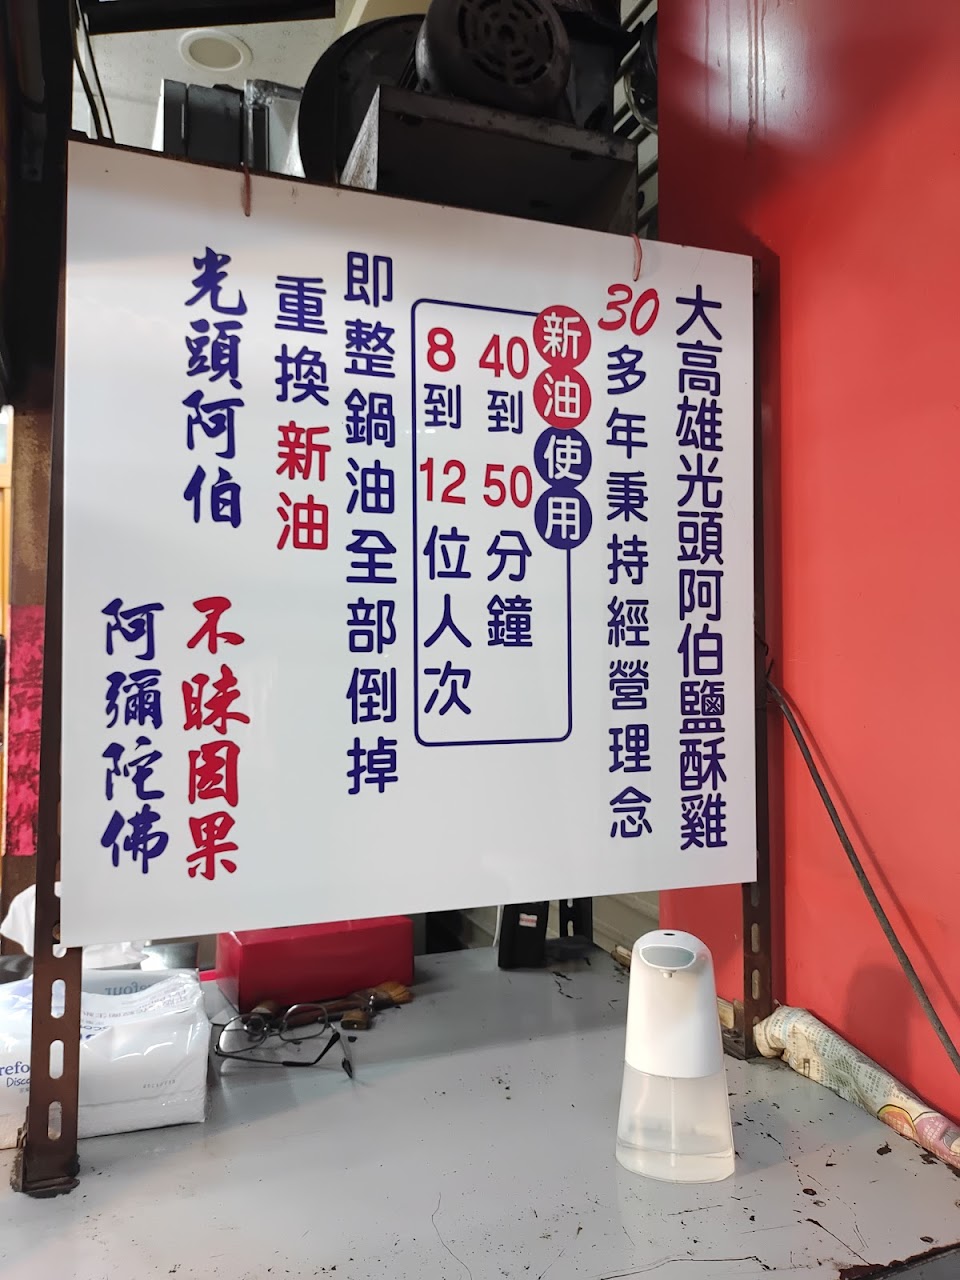 大高雄光頭阿伯鹽酥雞
30多年秉持經營理念
新油使用
40到50分鐘
8到12位人次
即整鍋油全部倒掉
重換新油
光頭阿伯
不昧因果
阿彌陀佛